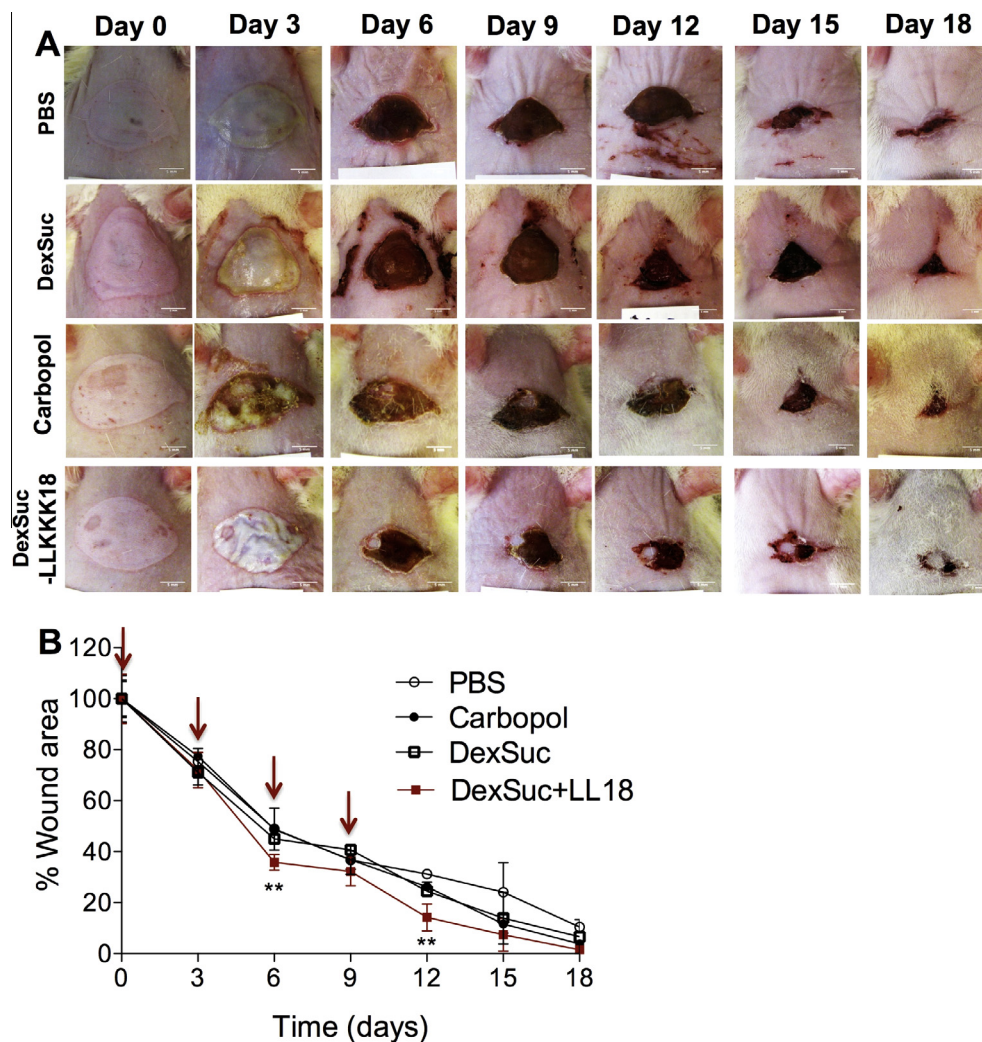 A
Day 0 Day 3 Day 6 Day 9 Day 12 Day 15 Day 18
PBS
DexSuc
Carbopol
DexSuc
-LLKKK18
B
% Wound area
120
100
80
60
40
20
0
PBS
Carbopol
DexSuc
DexSuc+LL18
**
**
0 3 6 9 12 15 18
Time (days)